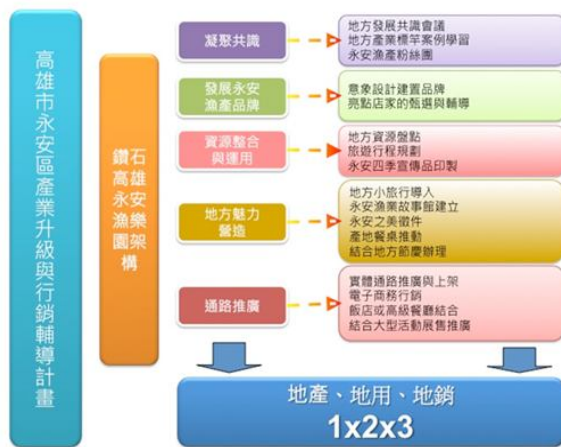 高雄市永安區產業升級與行銷輔導計畫
鑽高永漁園
石雄安樂架構
凝聚共識
地方發展共識會議
地方產業標竿案例學習
永安漁產粉絲團
發展永安
漁產品牌
意象設計建置品牌
亮點店家的甄選與輔導
資源整合
與運用
地方資源盤點
旅遊行程規劃
永安四季宣傳品印製
地方魅力
營造
地方小旅行導入
永安漁業故事館建立
永安之美徵件
產地餐桌推動
結合地方節慶辦理
通路推廣
實體通路推廣與上架
電子商務行銷
飯店或高級餐廳結合
結合大型活動展售推廣
地產、地用、地銷
1x2x3